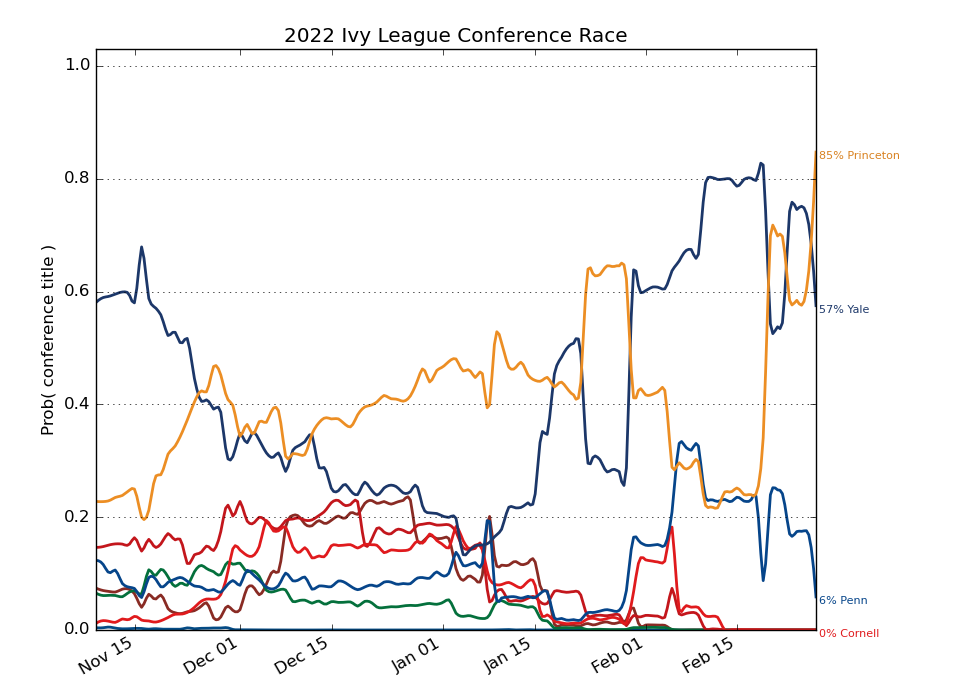 2022 Ivy League Conference Race
Prob( conference title )
1.0
0.8
0.6
0.4
0.2
0.0
Nov 15
Dec 01
Dec 15
Jan 01
Jan 15
Feb 01
Feb 15
85% Princeton
57% Yale
6% Penn
0% Cornell